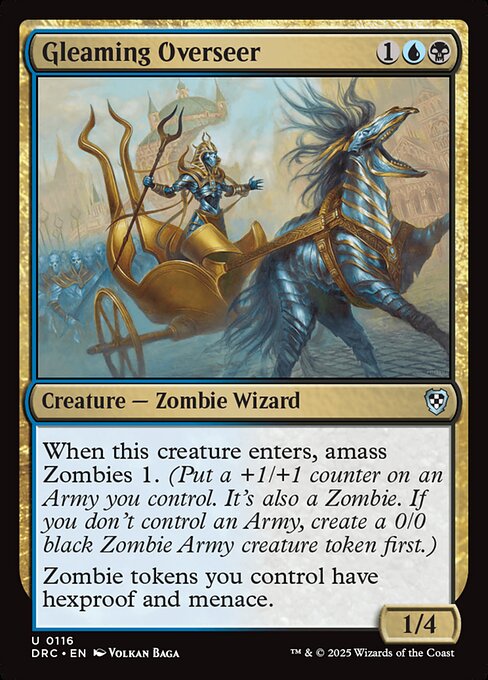 Gleaming Overseer 1
Creature — Zombie Wizard
When this creature enters, amass
Zombies 1. (Put a +1/+1 counter on an
Army you control. It's also a Zombie. If
you don't control an Army, create a 0/0
black Zombie Army creature token first.)
Zombie tokens you control have
hexproof and menace.
1/4
U 0116
DRC • EN Volkan Baga
™ & © 2025 Wizards of the Coast